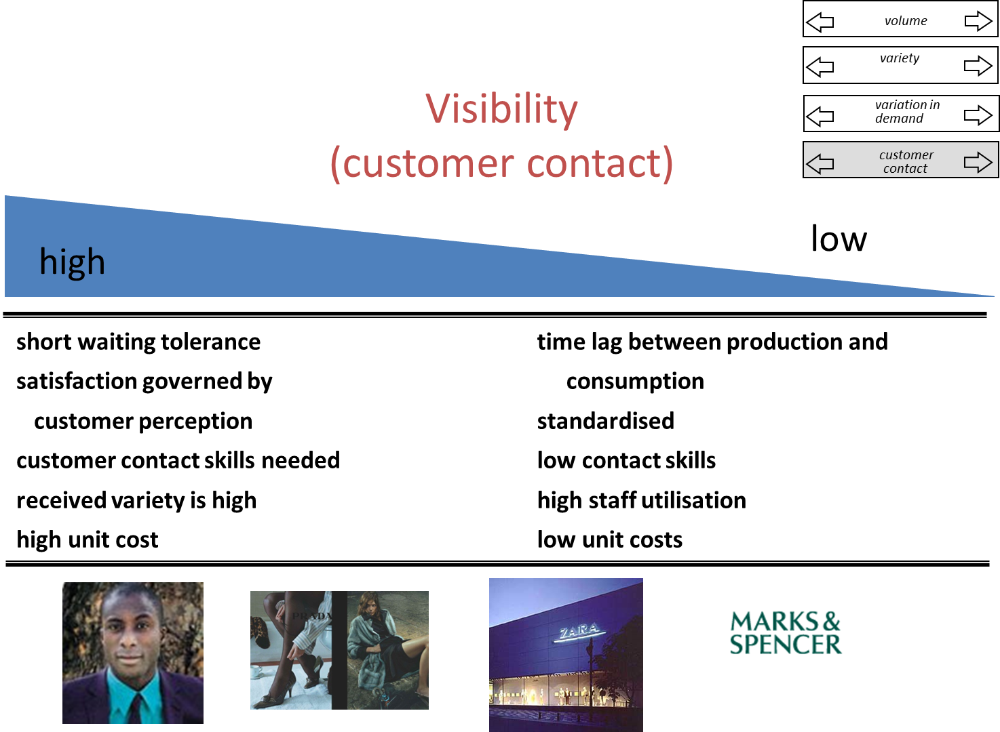 volume
variety
variation in
demand
customer
contact
Visibility
(customer contact)
high
low
short waiting tolerance
satisfaction governed by
customer perception
customer contact skills needed
received variety is high
high unit cost
time lag between production and
consumption
standardised
low contact skills
high staff utilisation
low unit costs
PRADA
ZARA
MARKS &
SPENCER